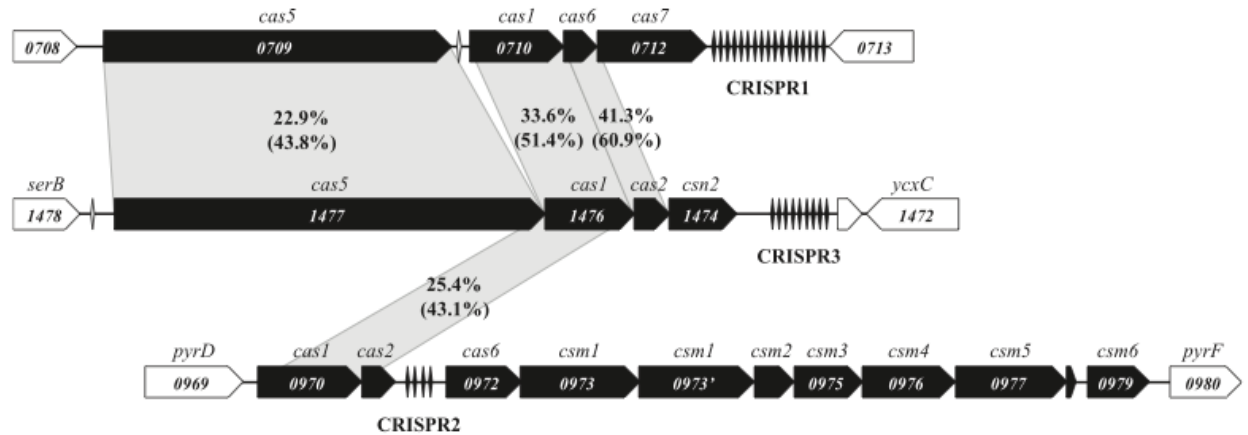 cas5 cas1 cas6 cas7
0708 0709 0710 0712 0713
CRISPR1
22.9% 33.6% 41.3%
(43.8%) (51.4%) (60.9%)
serB cas5 cas1 cas2 csn2 ycxC
1478 1477 1476 1474 1472
CRISPR3
25.4%
(43.1%)
pyrD cas1 cas2 cas6 csm1 csm1 csm2 csm3 csm4 csm5 csm6 pyrF
0969 0970 0972 0973 0973’ 0975 0976 0977 0979 0980
CRISPR2